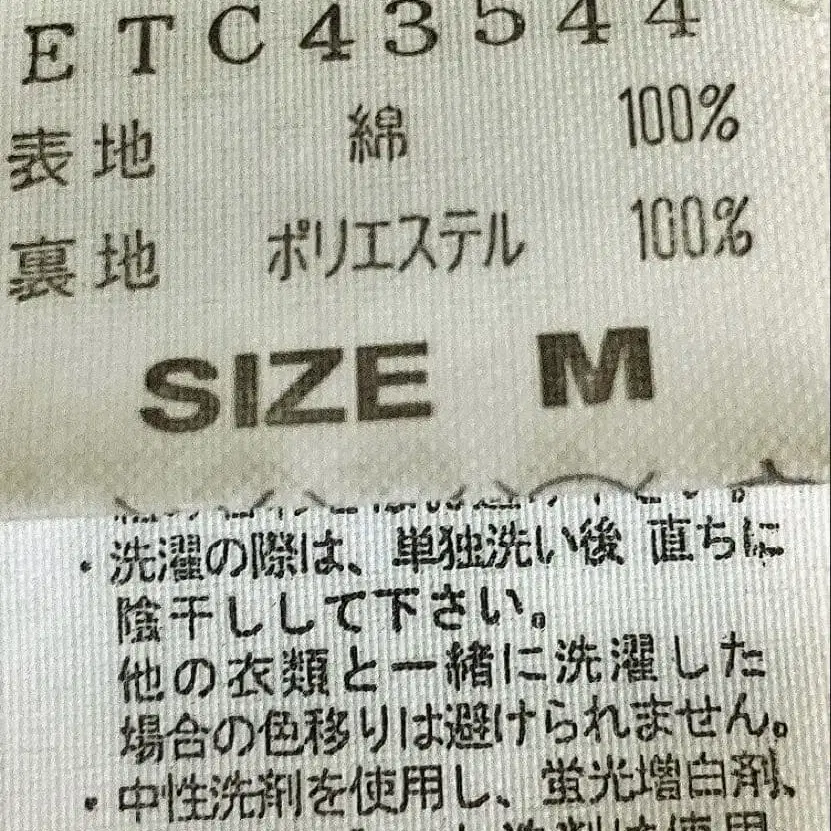 ETC43544
表地 綿 100%
裏地 ポリエステル 100%
SIZE M
・洗濯の際は、単独洗い後 直ちに
陰干しして下さい。
他の衣類と一緒に洗濯した
場合の色移りは避けられません。
・中性洗剤を使用し、蛍光増白剤、